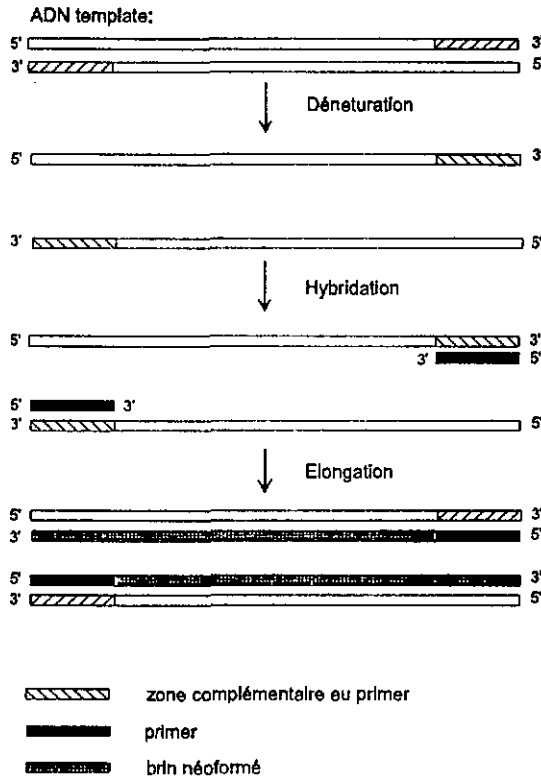 ADN template:
5' 3'
3' 5'
Déneturation
5' 3'
3' 5'
Hybridation
5' 3'
3' 5'
5' 3'
3' 5'
Elongation
5' 3'
3' 5'
5' 3'
3' 5'
zone complémentaire eu primer
primer
brin néoformé